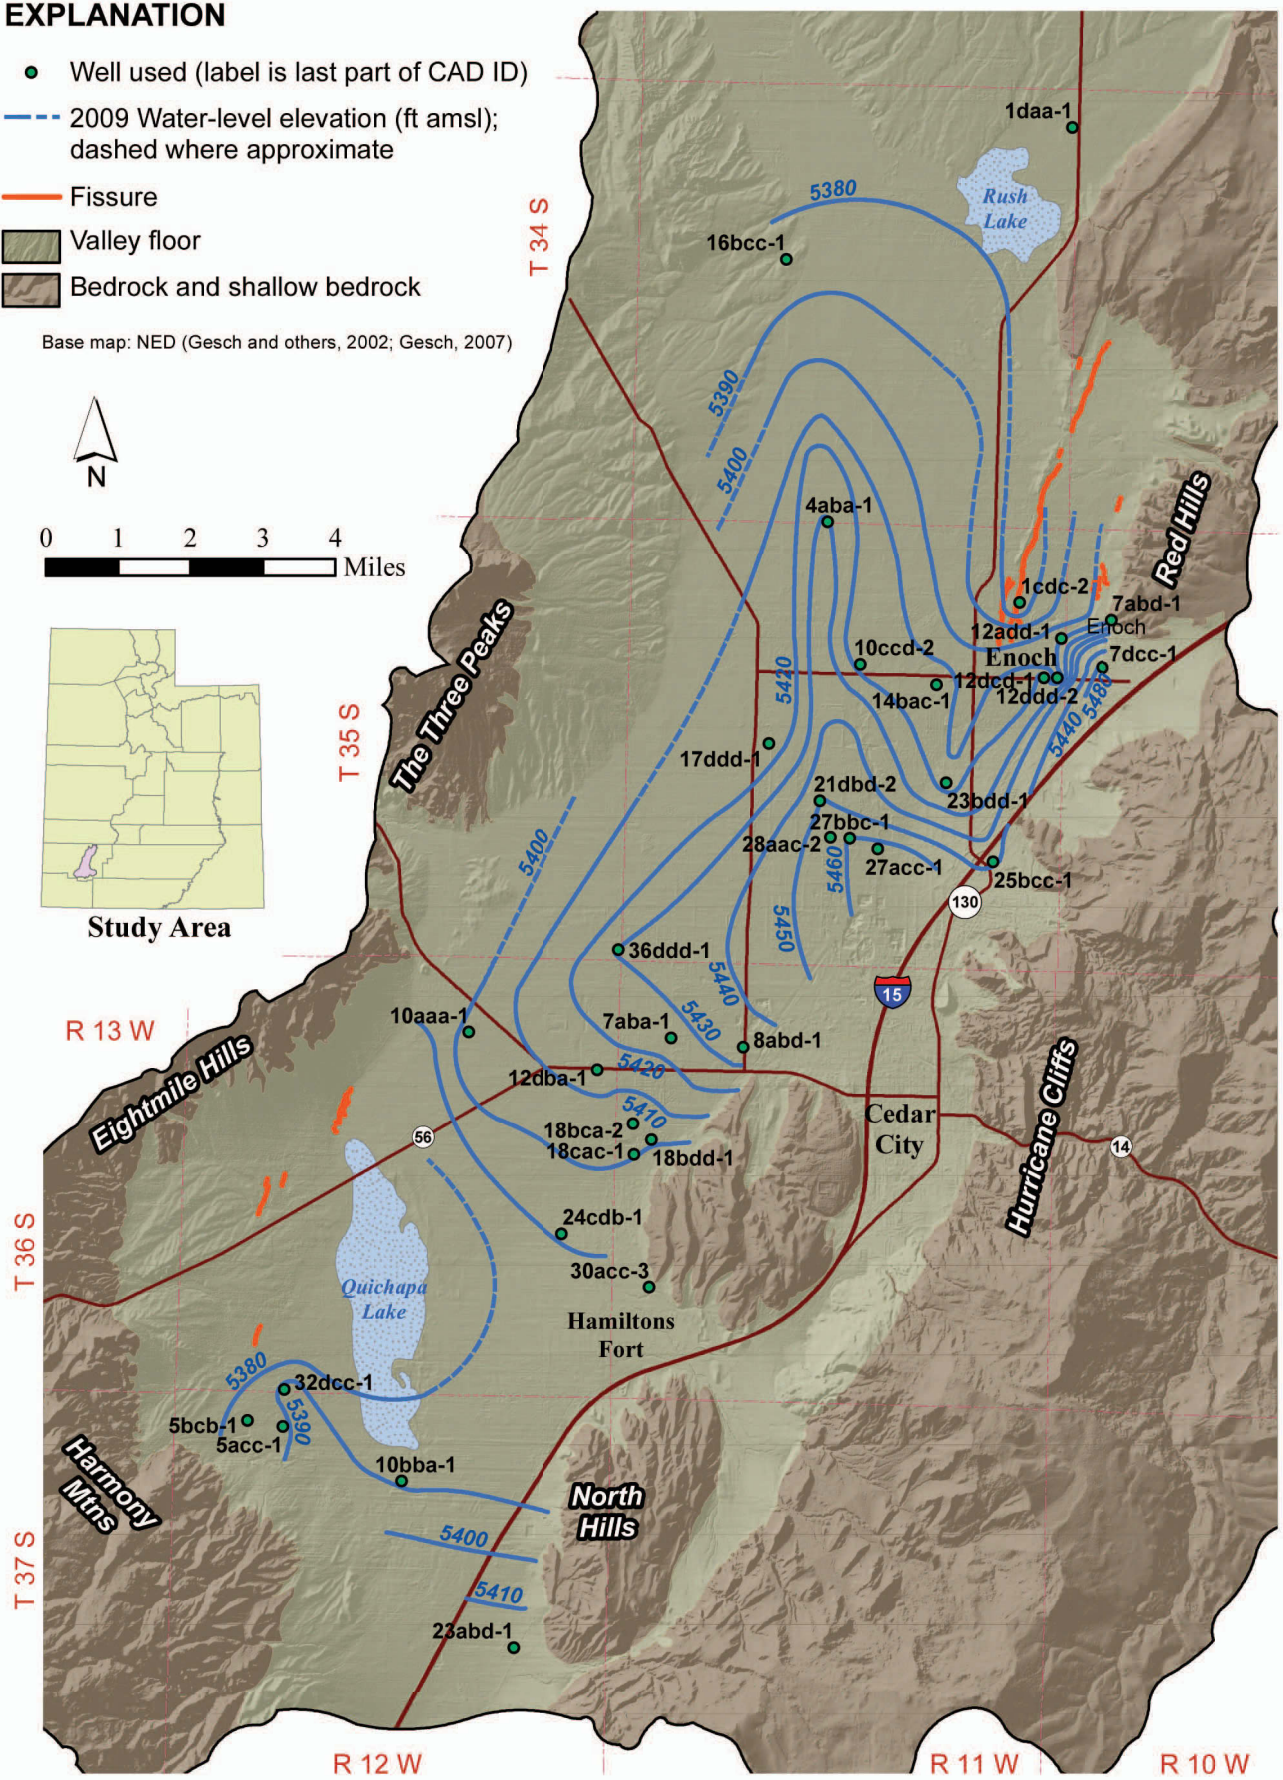 EXPLANATION
Well used (label is last part of CAD ID)
2009 Water-level elevation (ft amsl);
dashed where approximate
Fissure
Valley floor
Bedrock and shallow bedrock
Base map: NED (Gesch and others, 2002; Gesch, 2007)
N
0 1 2 3 4
Miles
Study Area
1daa-1
Rush
Lake
5380
T 34 S
16bcc-1
5390
5400
4aba-1
Red Hills
1cdc-2
7abd-1
12add-1
Enoch
Enoch
10ccd-2
7dcc-1
12dcd-1
12ddd-2
14bac-1
5480
5440
5420
The Three Peaks
T 35 S
17ddd-1
21dbd-2
23bdd-1
27bbc-1
28aac-2
27acc-1
5460
25bcc-1
5400
130
5450
36ddd-1
5440
15
5430
R 13 W
10aaa-1
7aba-1
8abd-1
Eightmile Hills
12dba-1
5420
5410
Cedar
City
Hurricane Cliffs
14
56
18bca-2
18cac-1
18bdd-1
24cdb-1
T 36 S
30acc-3
Quichapa
Lake
Hamiltons
Fort
5380
32dcc-1
5390
5bcb-1
5acc-1
10bba-1
Harmony
Mtns
North
Hills
5400
T 37 S
5410
23abd-1
R 12 W
R 11 W
R 10 W